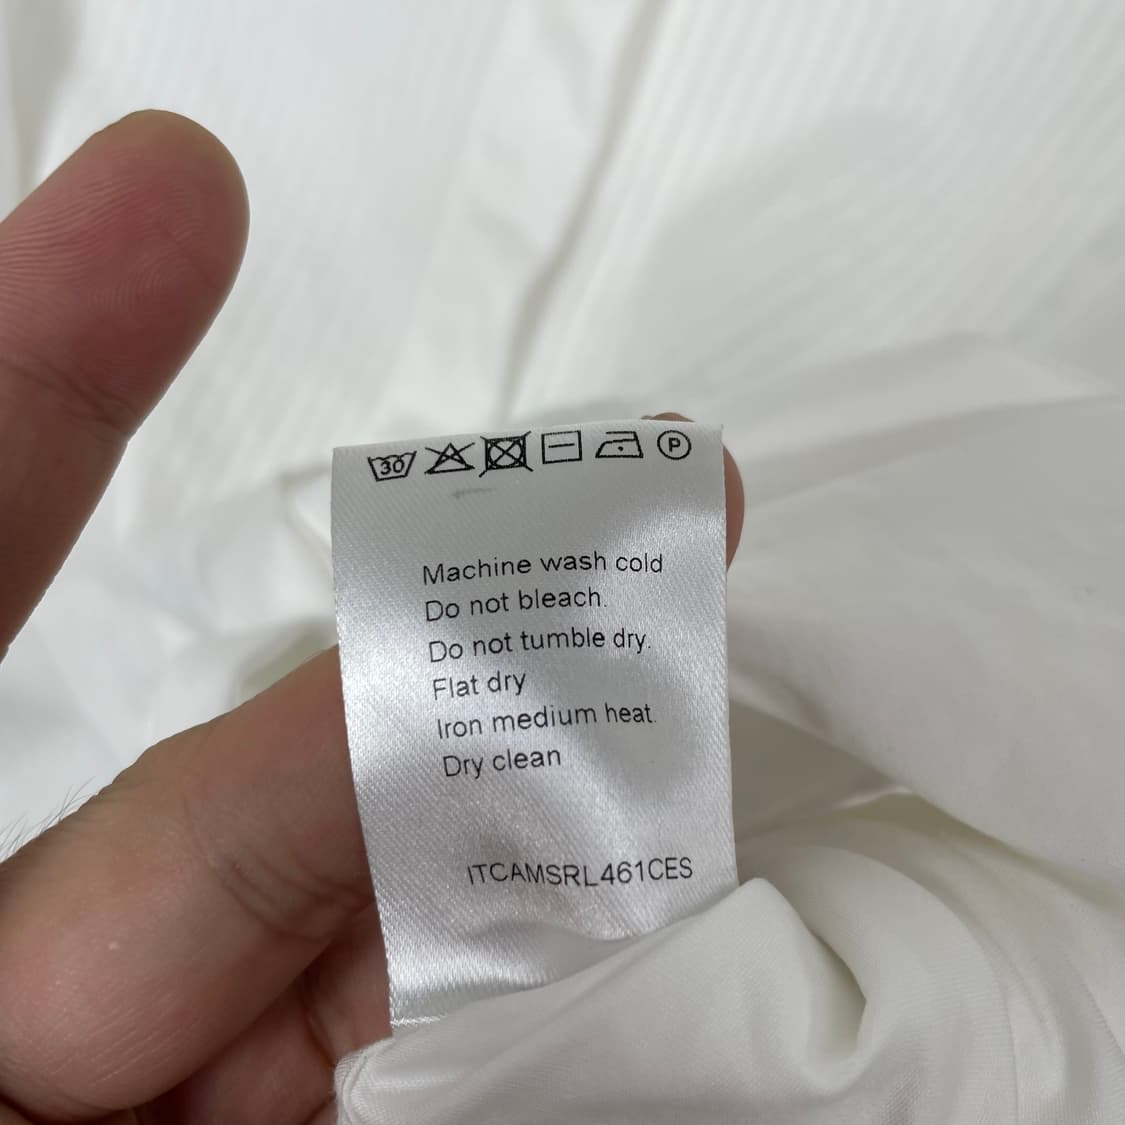 30 P
Machine wash cold
Do not bleach.
Do not tumble dry.
Flat dry
Iron medium heat.
Dry clean
ITCAMSRL461CES